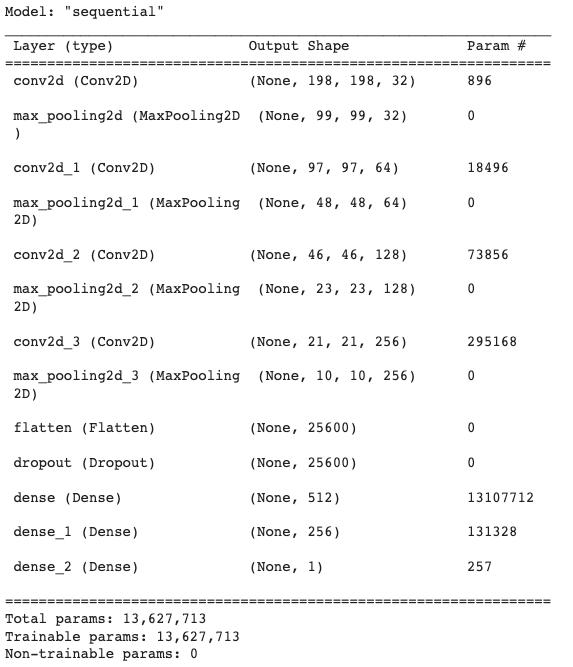 Model: "sequential"
_________________________________________________________________
Layer (type) Output Shape Param #
=================================================================
conv2d (Conv2D) (None, 198, 198, 32) 896
max_pooling2d (MaxPooling2D (None, 99, 99, 32) 0
)
conv2d_1 (Conv2D) (None, 97, 97, 64) 18496
max_pooling2d_1 (MaxPooling (None, 48, 48, 64) 0
2D)
conv2d_2 (Conv2D) (None, 46, 46, 128) 73856
max_pooling2d_2 (MaxPooling (None, 23, 23, 128) 0
2D)
conv2d_3 (Conv2D) (None, 21, 21, 256) 295168
max_pooling2d_3 (MaxPooling (None, 10, 10, 256) 0
2D)
flatten (Flatten) (None, 25600) 0
dropout (Dropout) (None, 25600) 0
dense (Dense) (None, 512) 13107712
dense_1 (Dense) (None, 256) 131328
dense_2 (Dense) (None, 1) 257
=================================================================
Total params: 13,627,713
Trainable params: 13,627,713
Non-trainable params: 0